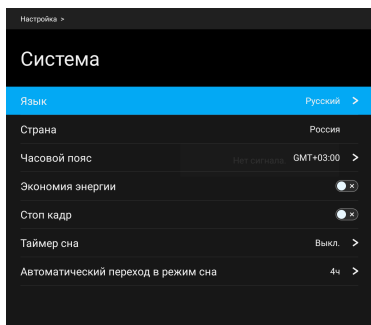 Настройка >
Система
Язык Русский >
Страна Россия
Часовой пояс Нет сигнала GMT+03:00 >
Экономия энергии
Стоп кадр
Таймер сна Выкл. >
Автоматический переход в режим сна 4ч >